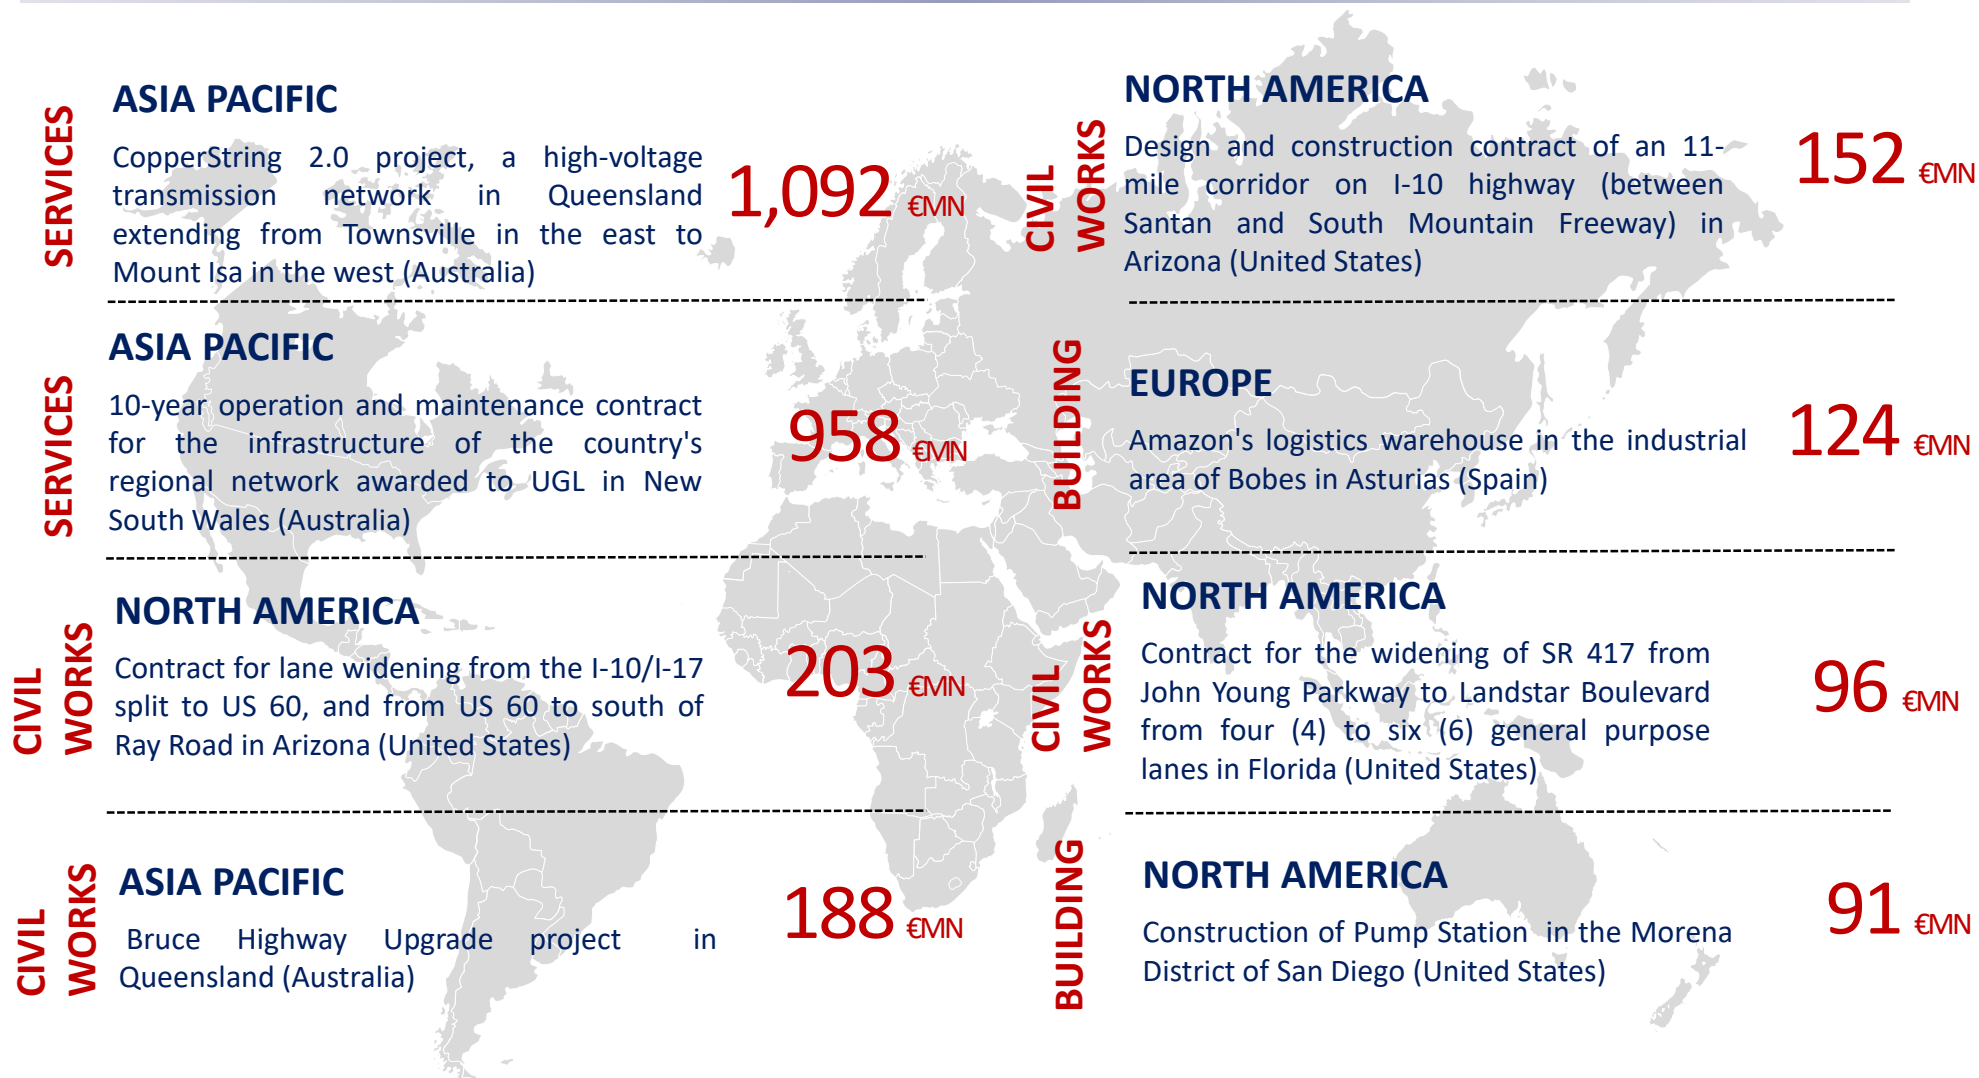 SERVICES
ASIA PACIFIC
CopperString 2.0 project, a high-voltage
transmission network in Queensland
extending from Townsville in the east to
Mount Isa in the west (Australia)
1,092 €MN
SERVICES
ASIA PACIFIC
10-year operation and maintenance contract
for the infrastructure of the country's
regional network awarded to UGL in New
South Wales (Australia)
958 €MN
CIVIL
WORKS
NORTH AMERICA
Contract for lane widening from the I-10/I-17
split to US 60, and from US 60 to south of
Ray Road in Arizona (United States)
203 €MN
CIVIL
WORKS
ASIA PACIFIC
Bruce Highway Upgrade project in
Queensland (Australia)
188 €MN
CIVIL
WORKS
NORTH AMERICA
Design and construction contract of an 11-
mile corridor on I-10 highway (between
Santan and South Mountain Freeway) in
Arizona (United States)
152 €MN
BUILDING
EUROPE
Amazon's logistics warehouse in the industrial
area of Bobes in Asturias (Spain)
124 €MN
CIVIL
WORKS
NORTH AMERICA
Contract for the widening of SR 417 from
John Young Parkway to Landstar Boulevard
from four (4) to six (6) general purpose
lanes in Florida (United States)
96 €MN
BUILDING
NORTH AMERICA
Construction of Pump Station in the Morena
District of San Diego (United States)
91 €MN